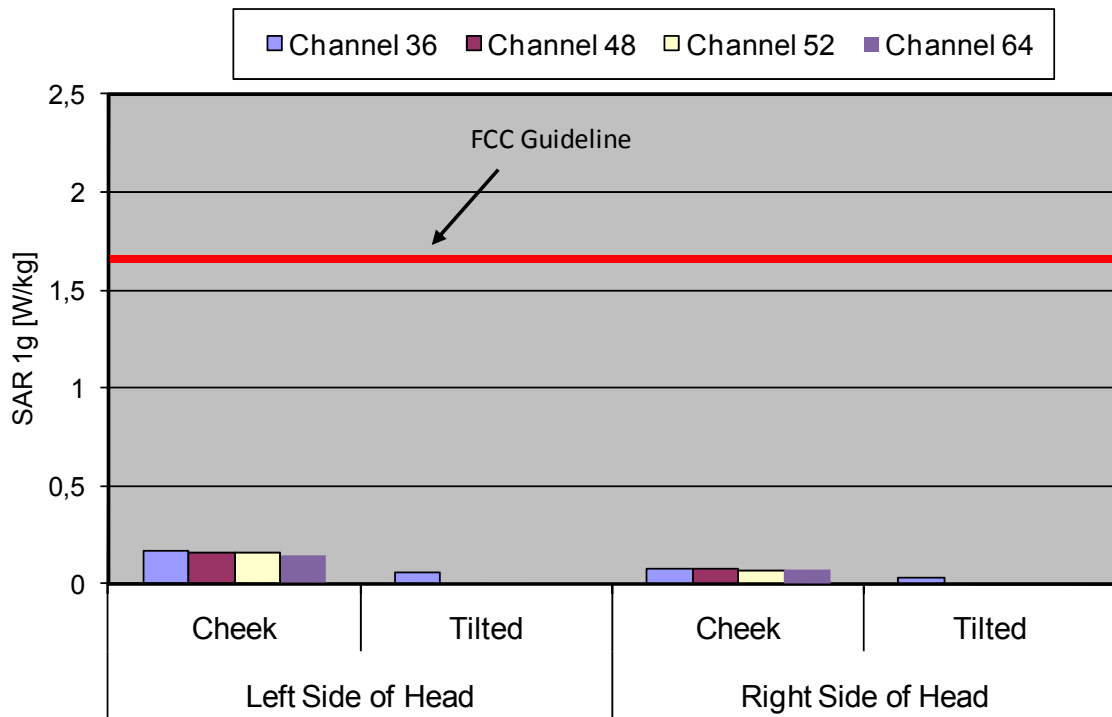 Channel 36 Channel 48 Channel 52 Channel 64
2,5
FCC Guideline
2
1,5
SAR 1g [W/kg]
1
0,5
0
Cheek Tilted Cheek Tilted
Left Side of Head Right Side of Head